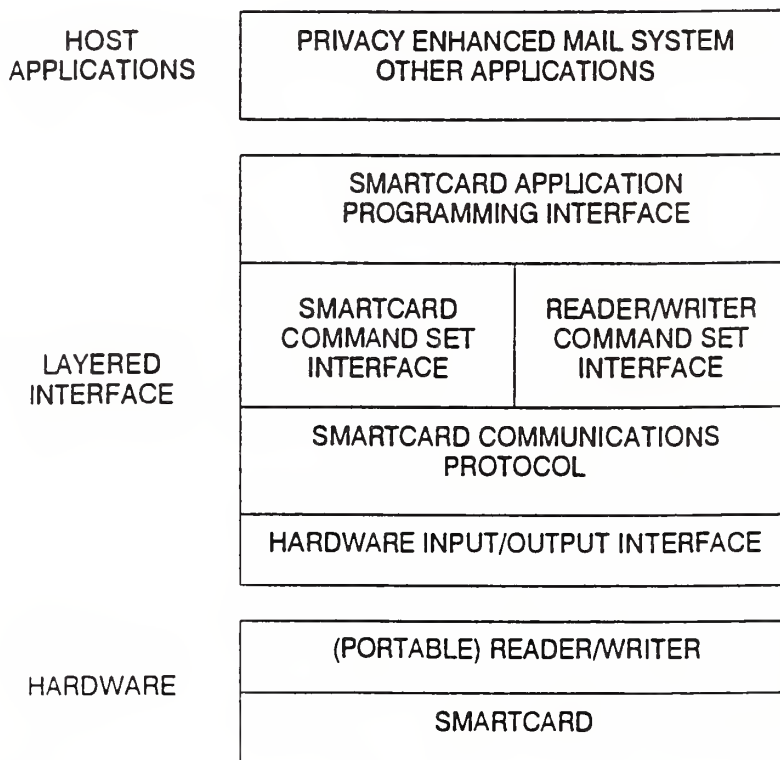 HOST
APPLICATIONS
PRIVACY ENHANCED MAIL SYSTEM
OTHER APPLICATIONS
SMARTCARD APPLICATION
PROGRAMMING INTERFACE
LAYERED
INTERFACE
SMARTCARD
COMMAND SET
INTERFACE
READER/WRITER
COMMAND SET
INTERFACE
SMARTCARD COMMUNICATIONS
PROTOCOL
HARDWARE INPUT/OUTPUT INTERFACE
HARDWARE
(PORTABLE) READER/WRITER
SMARTCARD